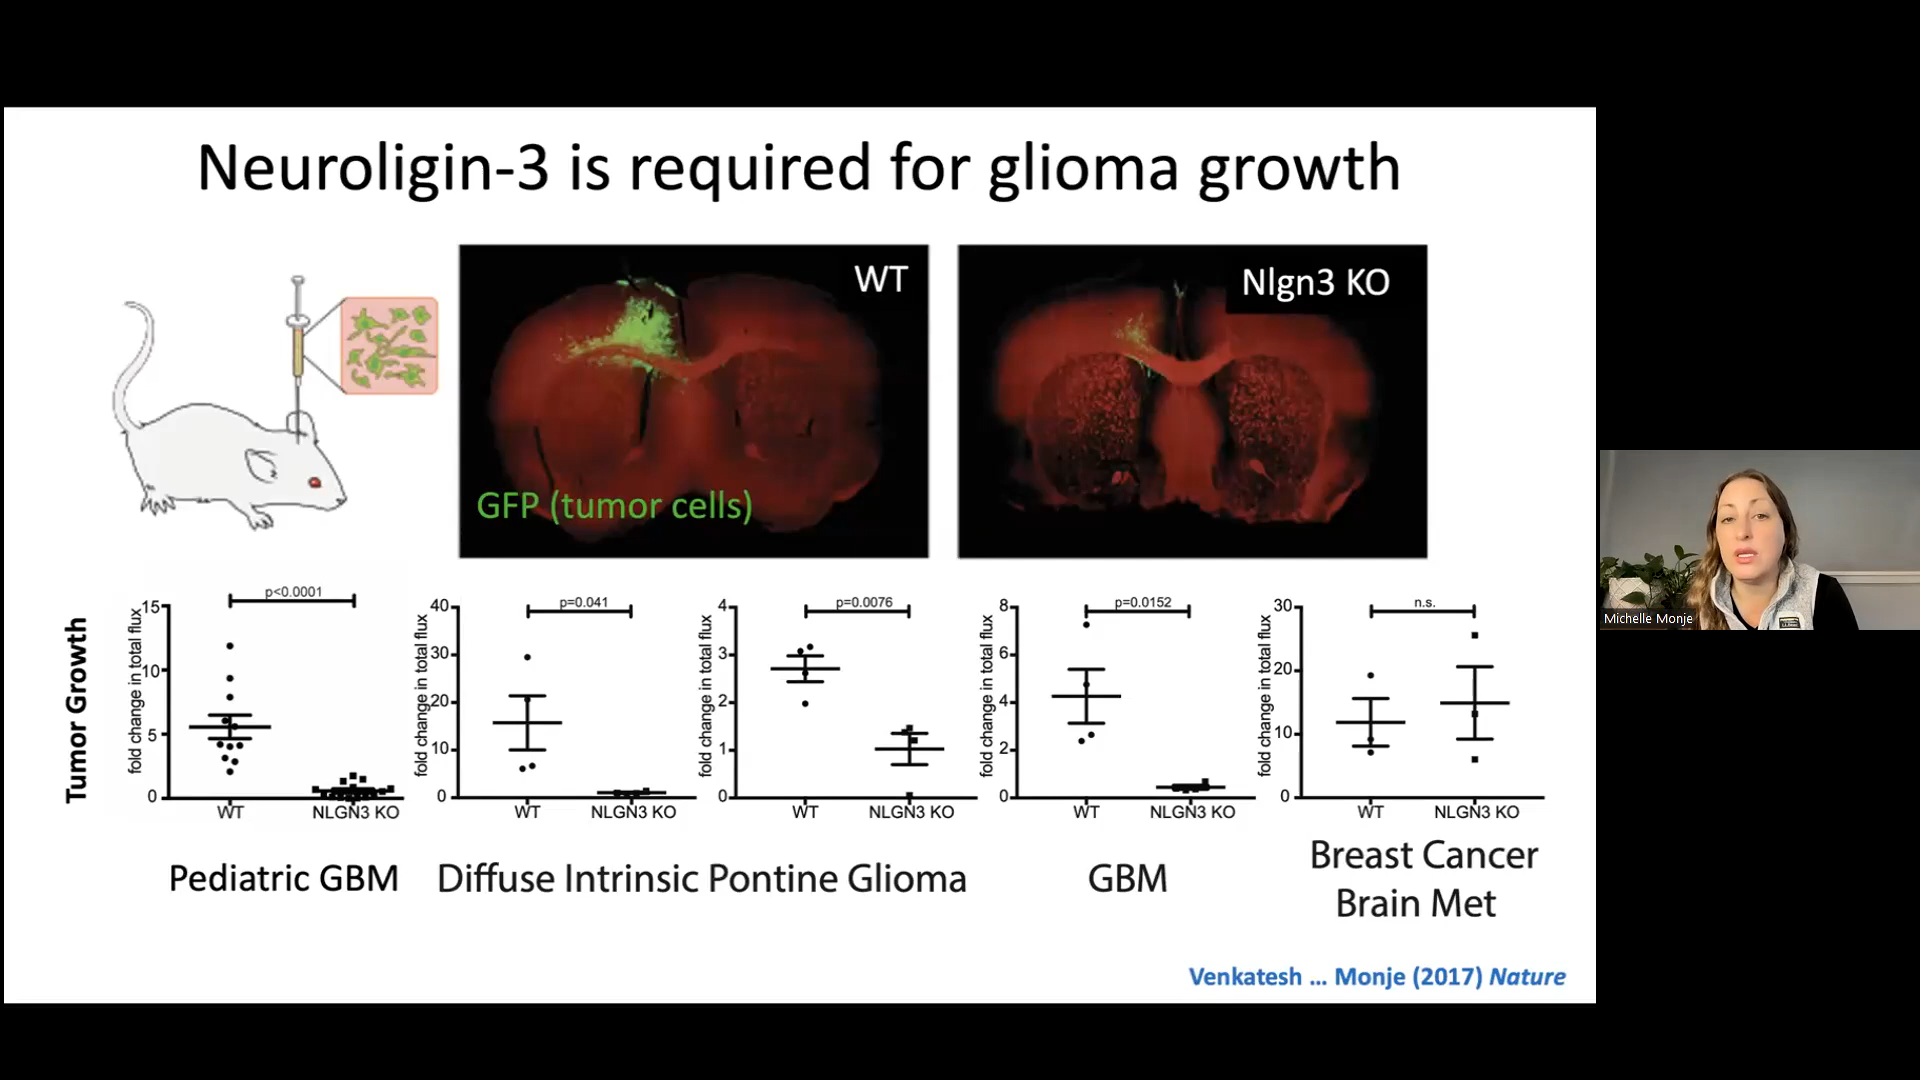 Neuroligin-3 is required for glioma growth
WT
Nlgn3 KO
GFP (tumor cells)
Michelle Monje
Tumor Growth
fold change in total flux
15
10
5
0
p<0.0001
WT
NLGN3 KO
Pediatric GBM
fold change in total flux
40
30
20
10
0
p=0.041
WT
NLGN3 KO
fold change in total flux
4
3
2
1
0
p=0.0076
WT
NLGN3 KO
Diffuse Intrinsic Pontine Glioma
fold change in total flux
8
6
4
2
0
p=0.0152
WT
NLGN3 KO
GBM
fold change in total flux
30
20
10
0
n.s.
WT
NLGN3 KO
Breast Cancer
Brain Met
Venkatesh ... Monje (2017) Nature